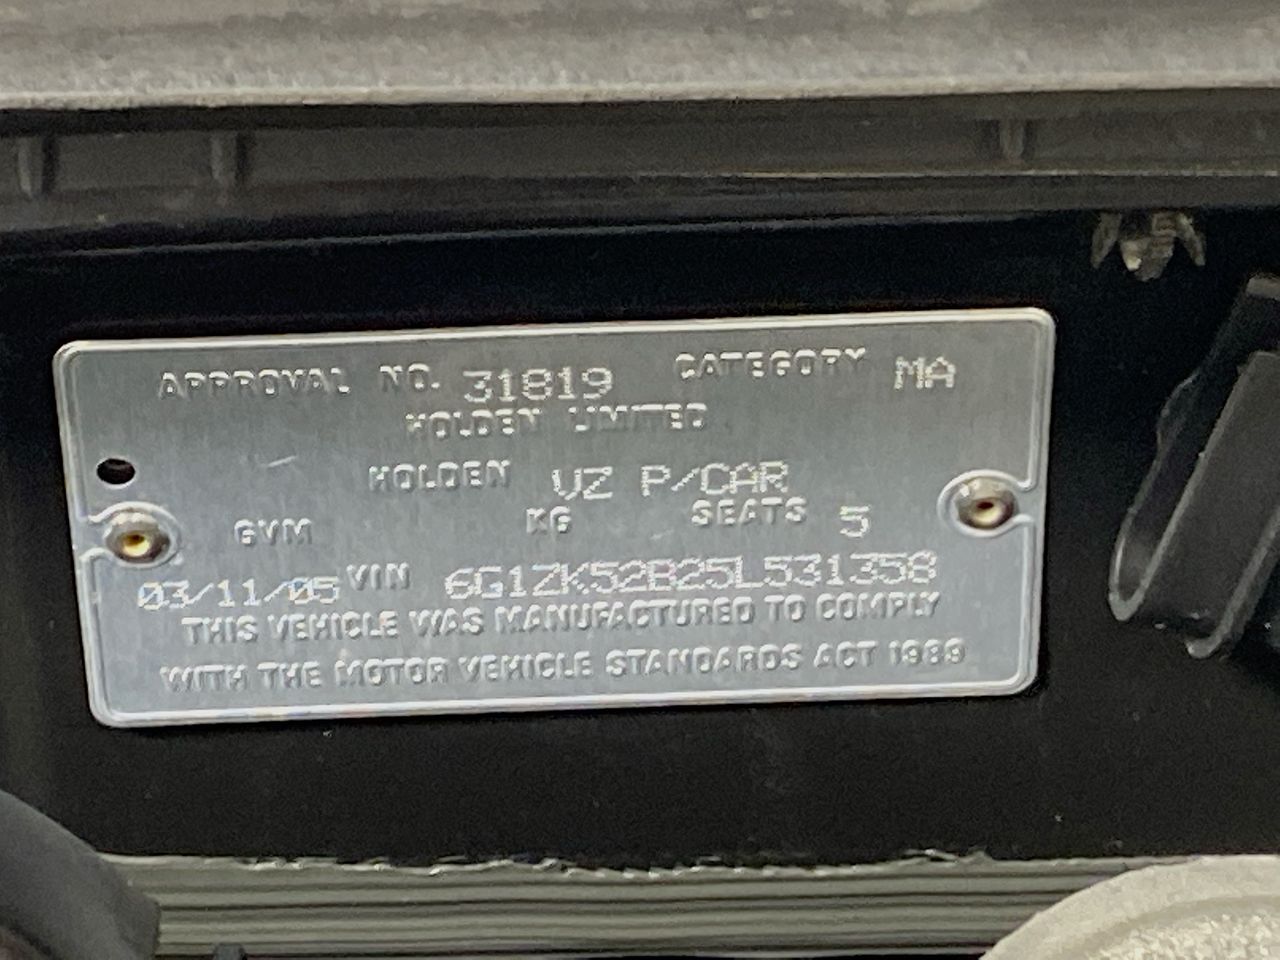 APPROVAL NO. 31819 CATEGORY MA
HOLDEN LIMITED
HOLDEN VZ P/CAR
GVM KG SEATS 5
03/11/05 VIN 6G1ZK52B25L531358
THIS VEHICLE WAS MANUFACTURED TO COMPLY
WITH THE MOTOR VEHICLE STANDARDS ACT 1989